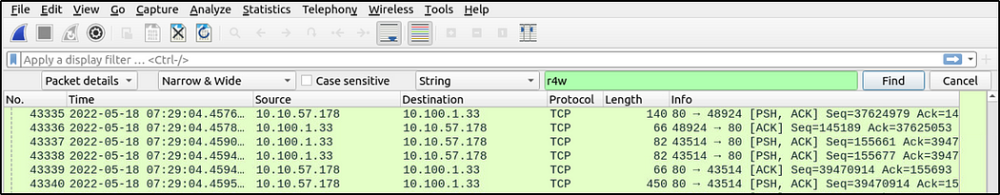 File Edit View Go Capture Analyze Statistics Telephony Wireless Tools Help
Apply a display filter … <Ctrl-/>
Packet details Narrow & Wide Case sensitive String r4w Find Cancel
No. Time Source Destination Protocol Length Info
43335 2022-05-18 07:29:04.4576… 10.10.57.178 10.100.1.33 TCP 140 80 → 48924 [PSH, ACK] Seq=37624979 Ack=14
43336 2022-05-18 07:29:04.4578… 10.100.1.33 10.10.57.178 TCP 66 48924 → 80 [ACK] Seq=145189 Ack=37625053
43337 2022-05-18 07:29:04.4590… 10.100.1.33 10.10.57.178 TCP 82 43514 → 80 [PSH, ACK] Seq=155661 Ack=3947
43338 2022-05-18 07:29:04.4594… 10.100.1.33 10.10.57.178 TCP 82 43514 → 80 [PSH, ACK] Seq=155677 Ack=3947
43339 2022-05-18 07:29:04.4594… 10.10.57.178 10.100.1.33 TCP 66 80 → 43514 [ACK] Seq=39470914 Ack=155693
43340 2022-05-18 07:29:04.4595… 10.10.57.178 10.100.1.33 TCP 450 80 → 43514 [PSH, ACK] Seq=39470914 Ack=15